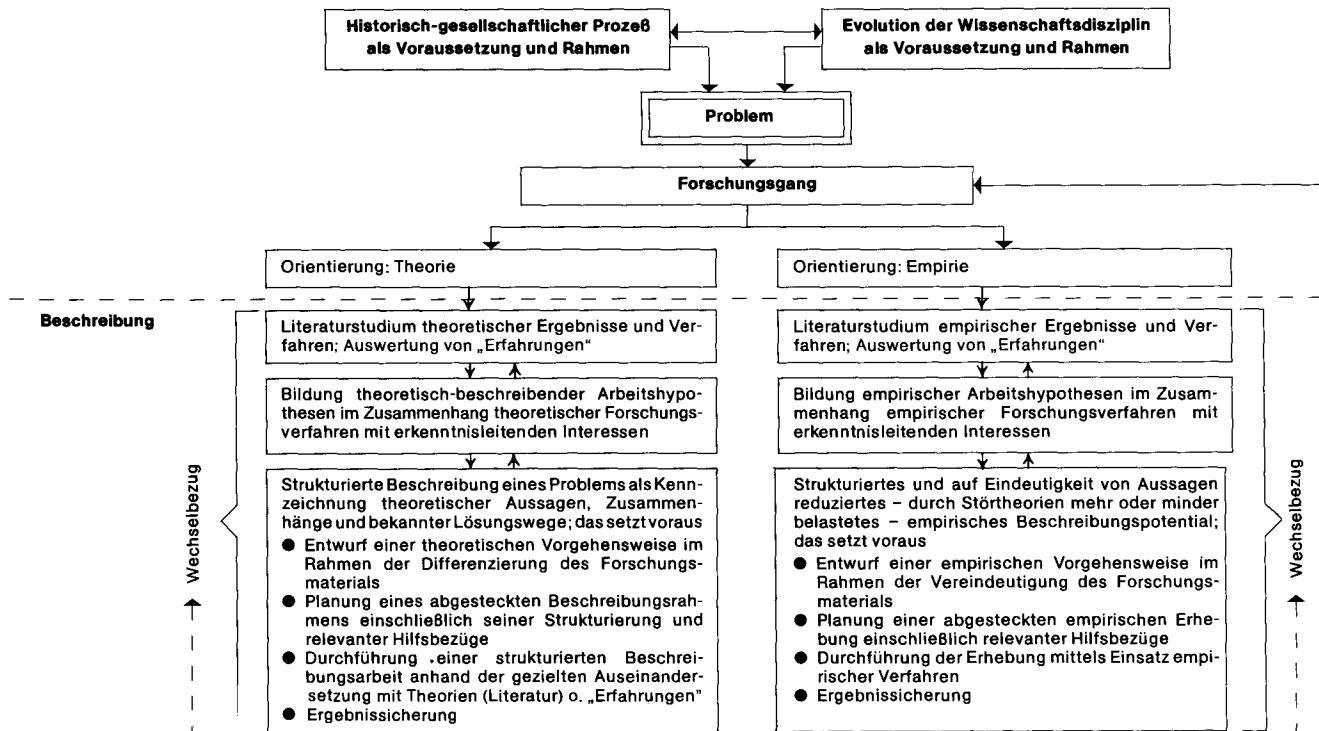 Historisch-gesellschaftlicher Prozeß
als Voraussetzung und Rahmen
Evolution der Wissenschaftsdisziplin
als Voraussetzung und Rahmen
Problem
Forschungsgang
Orientierung: Theorie
Orientierung: Empirie
Beschreibung
Wechselbezug
Literaturstudium theoretischer Ergebnisse und Ver-
fahren; Auswertung von „Erfahrungen“
Bildung theoretisch-beschreibender Arbeitshypo-
thesen im Zusammenhang theoretischer Forschungs-
verfahren mit erkenntnisleitenden Interessen
Strukturierte Beschreibung eines Problems als Kenn-
zeichnung theoretischer Aussagen, Zusammen-
hänge und bekannter Lösungswege; das setzt voraus
● Entwurf einer theoretischen Vorgehensweise im
Rahmen der Differenzierung des Forschungs-
materials
● Planung eines abgesteckten Beschreibungsrah-
mens einschließlich seiner Strukturierung und
relevanter Hilfsbezüge
● Durchführung einer strukturierten Beschrei-
bungsarbeit anhand der gezielten Auseinander-
setzung mit Theorien (Literatur) o. „Erfahrungen“
● Ergebnissicherung
Literaturstudium empirischer Ergebnisse und Ver-
fahren; Auswertung von „Erfahrungen“
Bildung empirischer Arbeitshypothesen im Zusam-
menhang empirischer Forschungsverfahren mit
erkenntnisleitenden Interessen
Strukturiertes und auf Eindeutigkeit von Aussagen
reduziertes – durch Störtheorien mehr oder minder
belastetes – empirisches Beschreibungspotential;
das setzt voraus
● Entwurf einer empirischen Vorgehensweise im
Rahmen der Vereindeutigung des Forschungs-
materials
● Planung einer abgesteckten empirischen Erhe-
bung einschließlich relevanter Hilfsbezüge
● Durchführung der Erhebung mittels Einsatz empi-
rischer Verfahren
● Ergebnissicherung
Wechselbezug